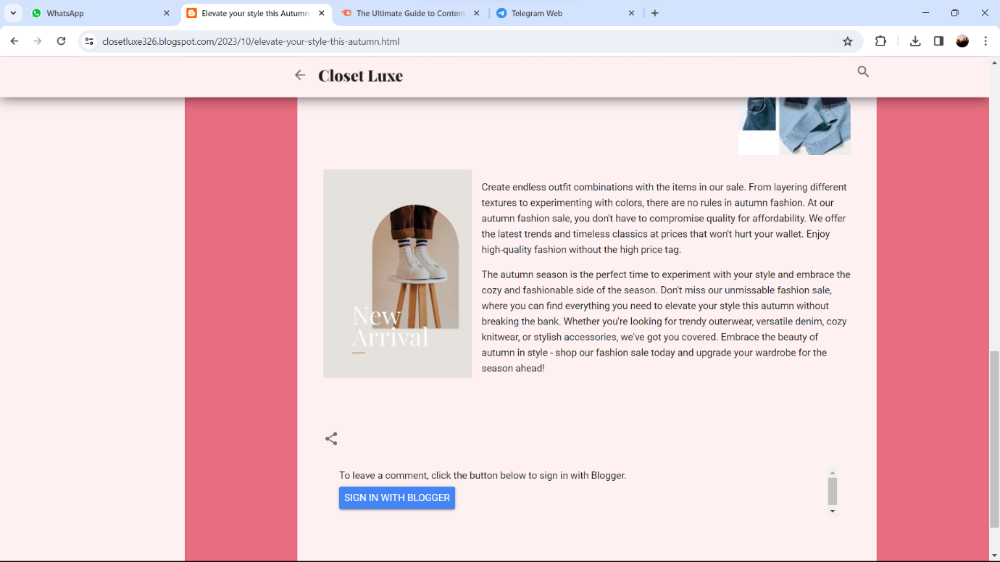 WhatsApp
Elevate your style this Autumn
The Ultimate Guide to Content
Telegram Web
closetluxe326.blogspot.com/2023/10/elevate-your-style-this-autumn.html
Closet Luxe
New
Arrival
Create endless outfit combinations with the items in our sale. From layering different
textures to experimenting with colors, there are no rules in autumn fashion. At our
autumn fashion sale, you don't have to compromise quality for affordability. We offer
the latest trends and timeless classics at prices that won't hurt your wallet. Enjoy
high-quality fashion without the high price tag.
The autumn season is the perfect time to experiment with your style and embrace the
cozy and fashionable side of the season. Don't miss our unmissable fashion sale,
where you can find everything you need to elevate your style this autumn without
breaking the bank. Whether you're looking for trendy outerwear, versatile denim, cozy
knitwear, or stylish accessories, we've got you covered. Embrace the beauty of
autumn in style - shop our fashion sale today and upgrade your wardrobe for the
season ahead!
To leave a comment, click the button below to sign in with Blogger.
SIGN IN WITH BLOGGER